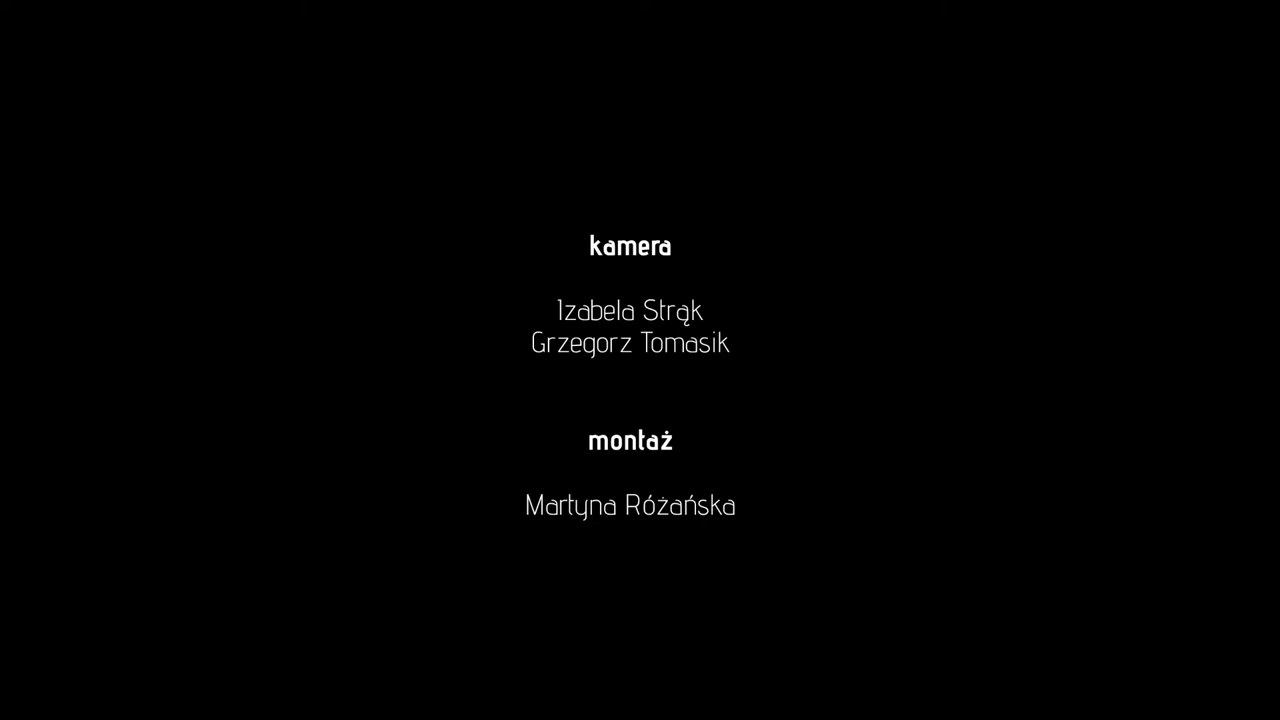 kamera
Izabela Strąk
Grzegorz Tomasik
montaż
Martyna Różańska